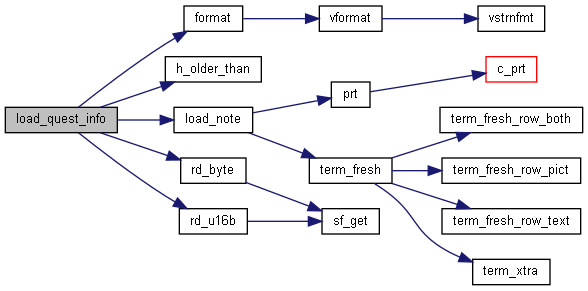 format
vformat
vstrnfmt
h_older_than
c_prt
prt
load_quest_info
load_note
term_fresh_row_both
rd_byte
term_fresh
term_fresh_row_pict
rd_u16b
sf_get
term_fresh_row_text
term_xtra